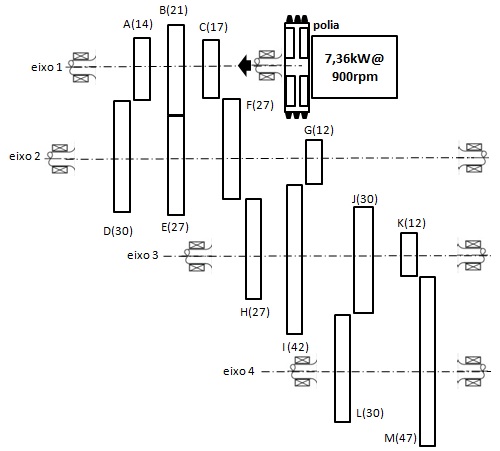 B(21)
A(14)
C(17)
polia
7,36kW@
900rpm
eixo 1
F(27)
G(12)
eixo 2
D(30)
E(27)
J(30)
K(12)
eixo 3
H(27)
I(42)
eixo 4
L(30)
M(47)